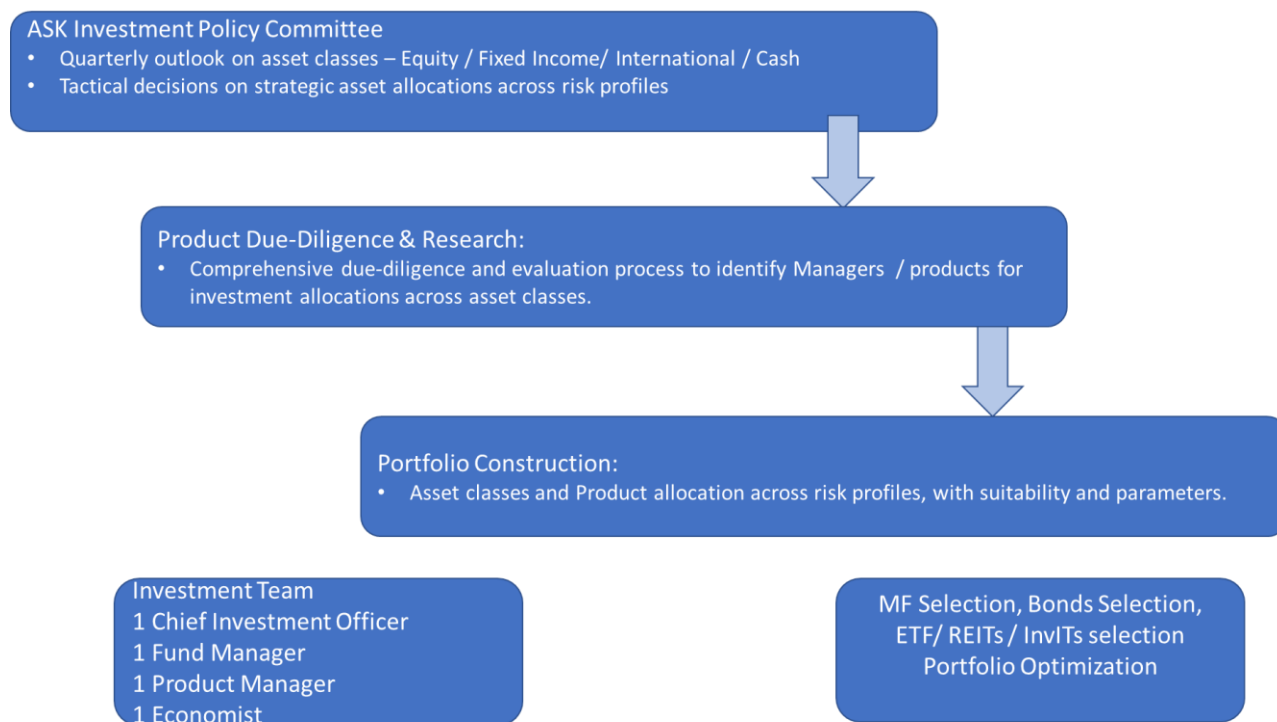 ASK Investment Policy Committee
• Quarterly outlook on asset classes – Equity / Fixed Income/ International / Cash
• Tactical decisions on strategic asset allocations across risk profiles
Product Due-Diligence & Research:
• Comprehensive due-diligence and evaluation process to identify Managers / products for
investment allocations across asset classes.
Portfolio Construction:
• Asset classes and Product allocation across risk profiles, with suitability and parameters.
Investment Team
1 Chief Investment Officer
1 Fund Manager
1 Product Manager
1 Economist
MF Selection, Bonds Selection,
ETF/ REITs / InvITs selection
Portfolio Optimization